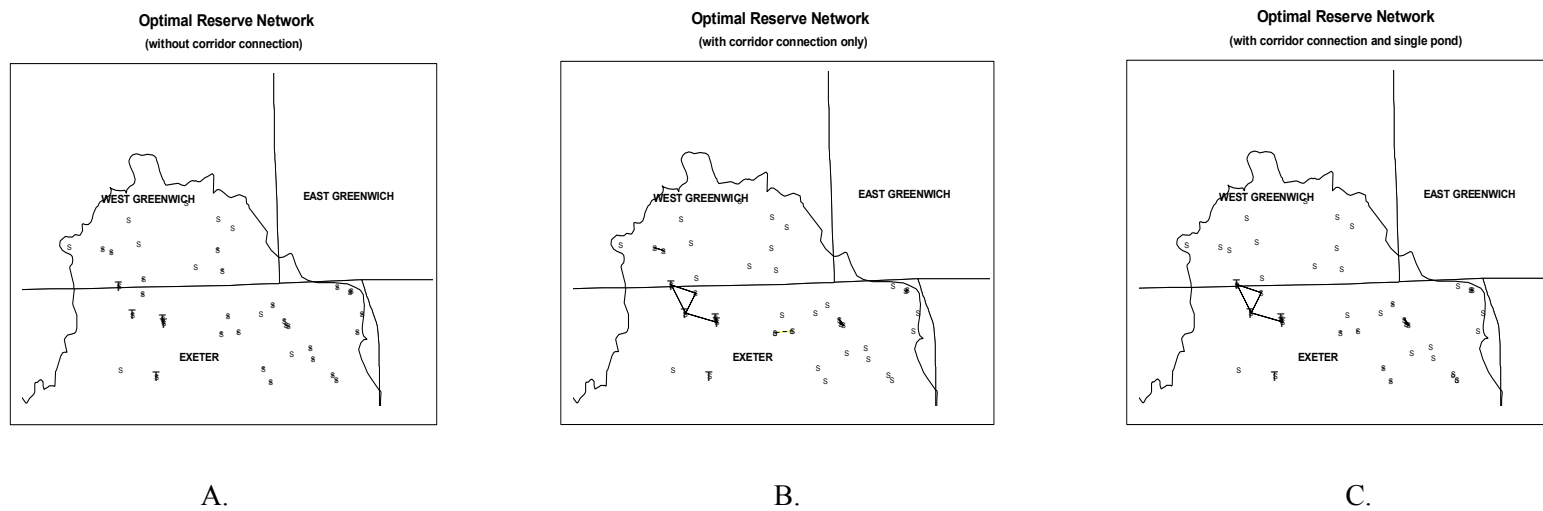 Optimal Reserve Network
(without corridor connection)
WEST GREENWICH
EAST GREENWICH
EXETER
A.
Optimal Reserve Network
(with corridor connection only)
WEST GREENWICH
EAST GREENWICH
EXETER
B.
Optimal Reserve Network
(with corridor connection and single pond)
WEST GREENWICH
EAST GREENWICH
EXETER
C.